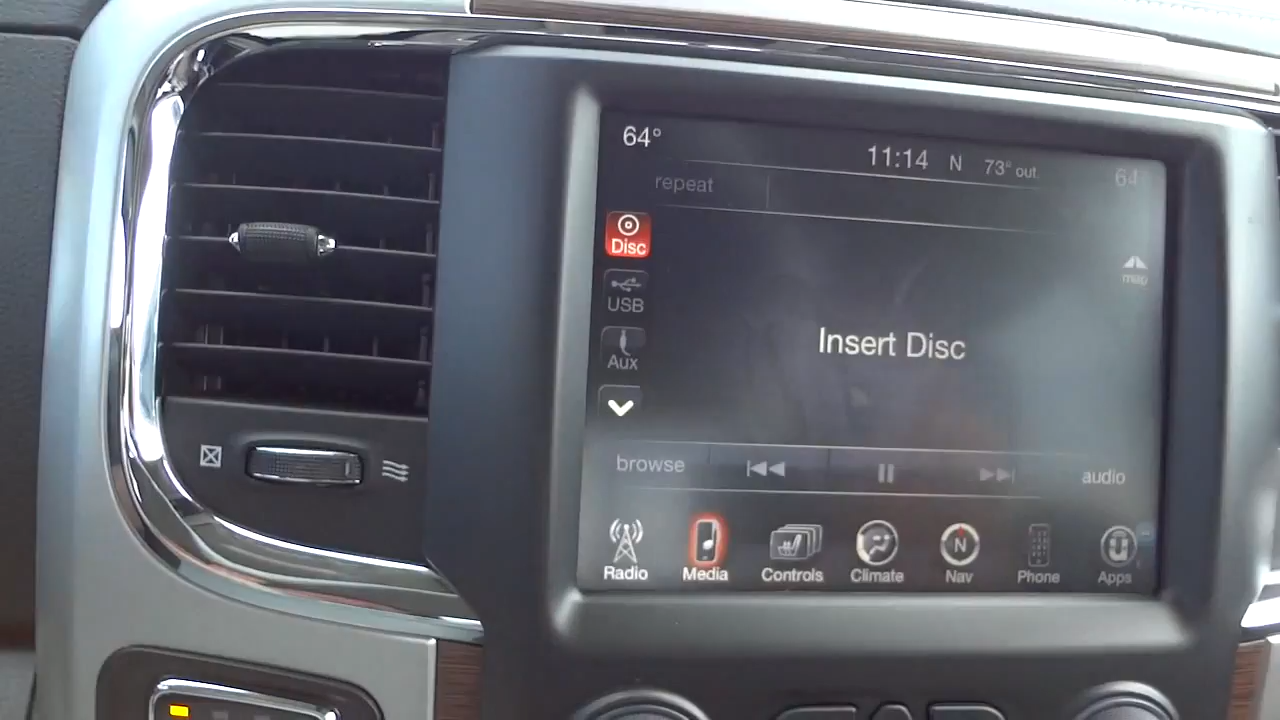 64°
11:14 N 73° out
64
repeat
Disc
USB
map
Insert Disc
Aux
browse
audio
Radio Media Controls Climate Nav Phone Apps
N